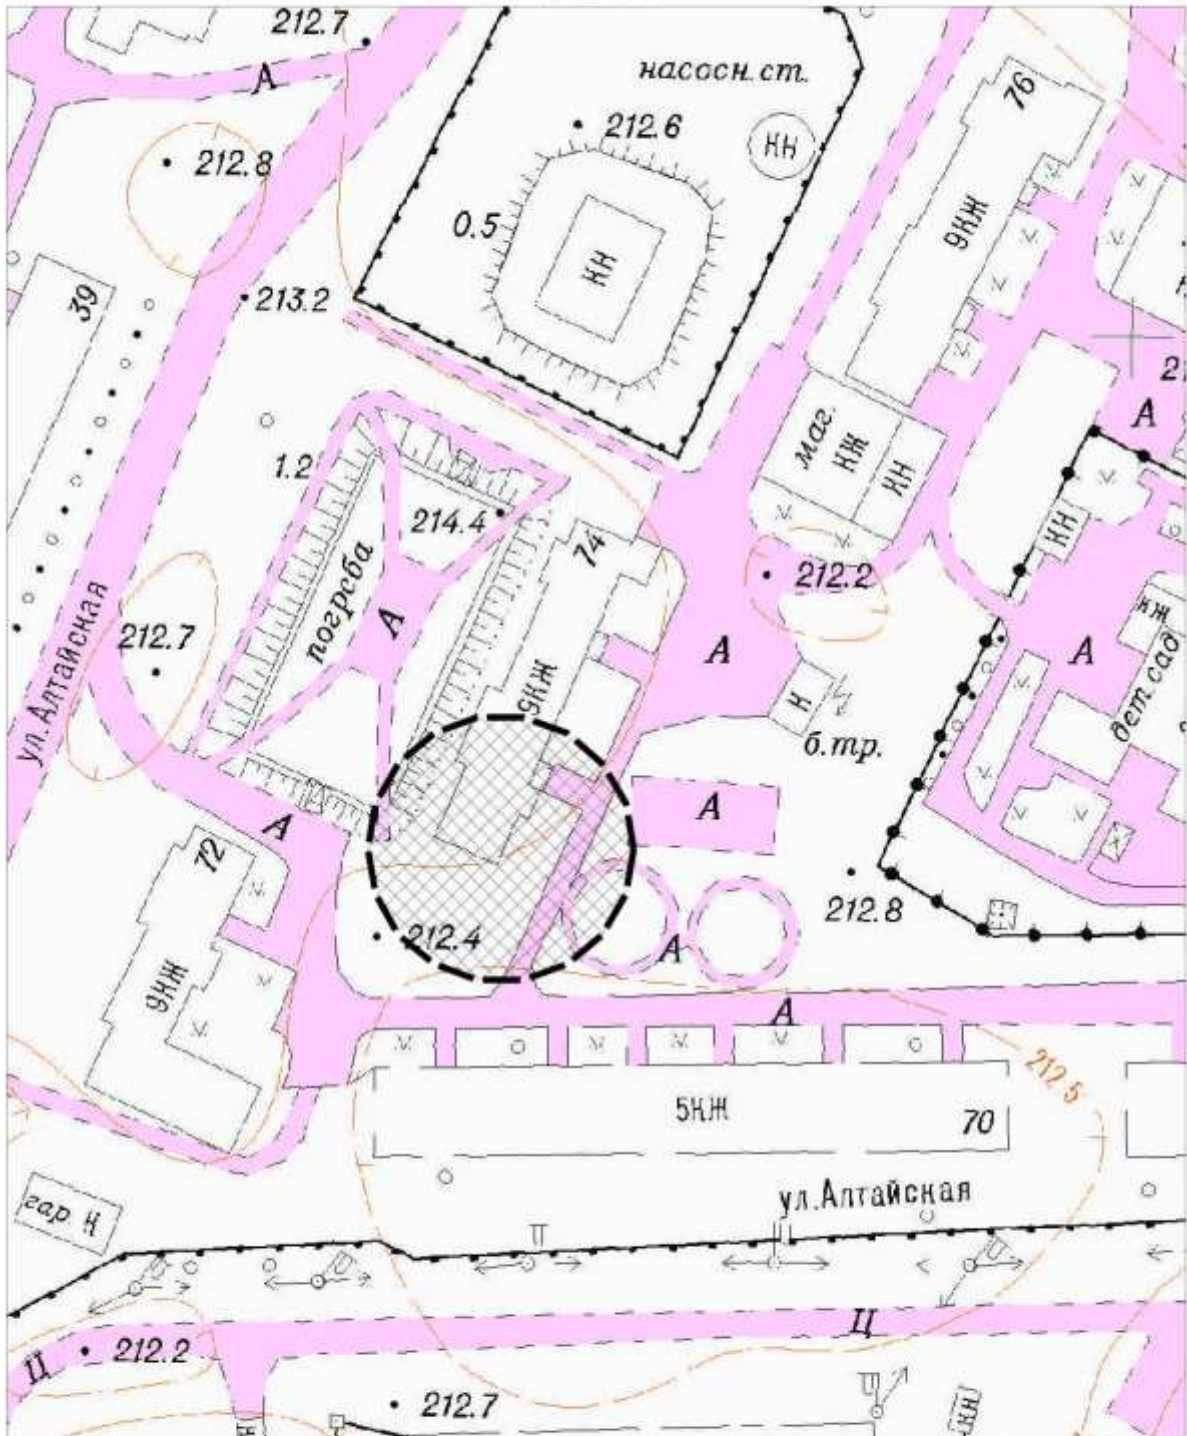 212.7
А
насосн. ст.
76
212.6
КН
212.8
0.5
9КЖ
КН
39
213.2
21
А
маг.
КЖ
КН
1.2
214.4
74
КН
погреба
212.2
ул.Алтайская
А
КЖ
212.7
А
А
дет.сад
9КЖ
Н
б.тр.
А
А
72
212.8
212.4
А
9КЖ
А
212.5
5КЖ
70
ул.Алтайская
гар. Н
Ц
Ц
212.2
212.7
КН